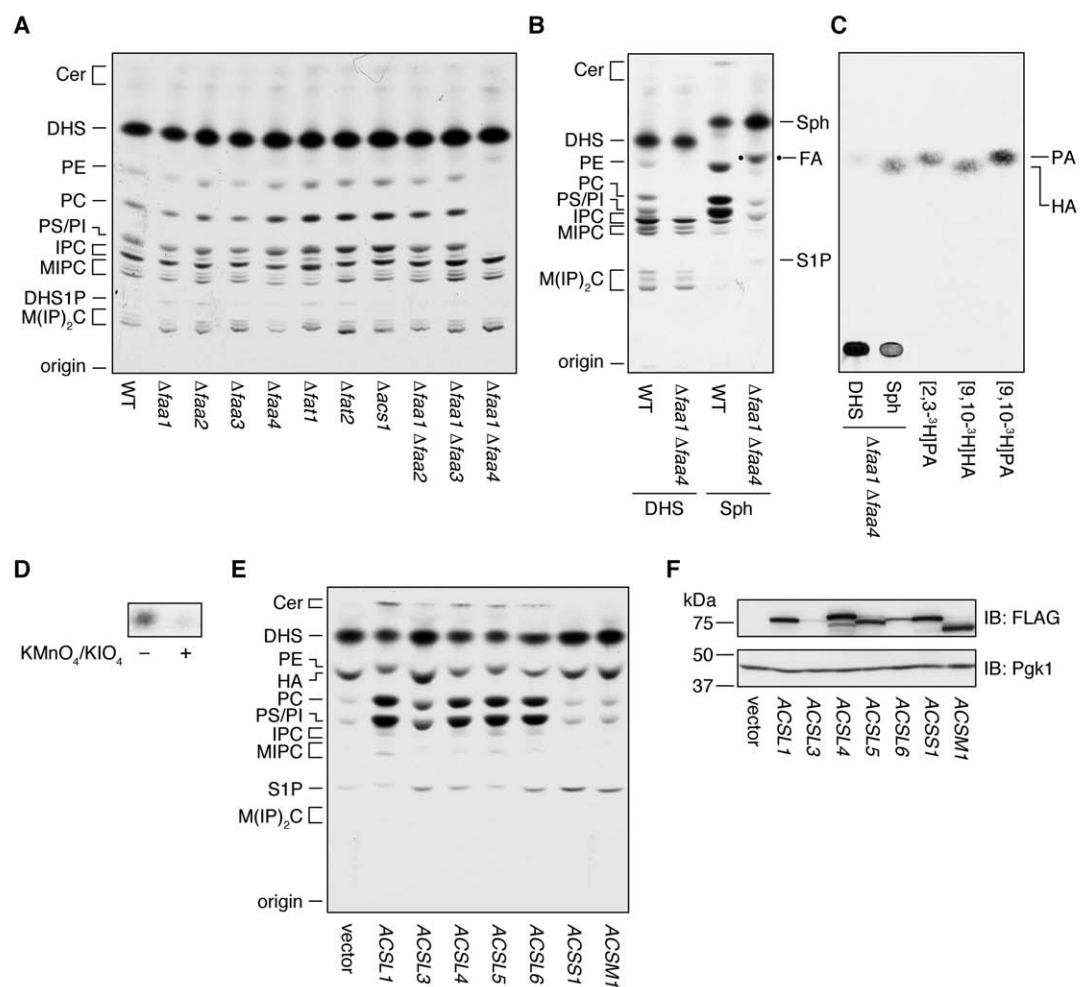 A
Cer
DHS
PE
PC
PS/PI
IPC
MIPC
DHS1P
M(IP)₂C
origin
WT
Δfaa1
Δfaa2
Δfaa3
Δfaa4
Δfat1
Δfat2
Δacs1
Δfaa1 Δfaa2
Δfaa1 Δfaa3
Δfaa1 Δfaa4
B
Cer
DHS
PE
PC
PS/PI
IPC
MIPC
M(IP)₂C
origin
Sph
FA
S1P
WT
Δfaa1 Δfaa4
WT
Δfaa1 Δfaa4
DHS
Sph
C
PA
HA
DHS
Sph
Δfaa1 Δfaa4
[2,3-³H]PA
[9,10-³H]HA
[9,10-³H]PA
D
KMnO₄/KIO₄
– +
E
Cer
DHS
PE
HA
PC
PS/PI
IPC
MIPC
S1P
M(IP)₂C
origin
vector
ACSL1
ACSL3
ACSL4
ACSL5
ACSL6
ACSS1
ACSM1
F
kDa
75
50
37
IB: FLAG
IB: Pgk1
vector
ACSL1
ACSL3
ACSL4
ACSL5
ACSL6
ACSS1
ACSM1